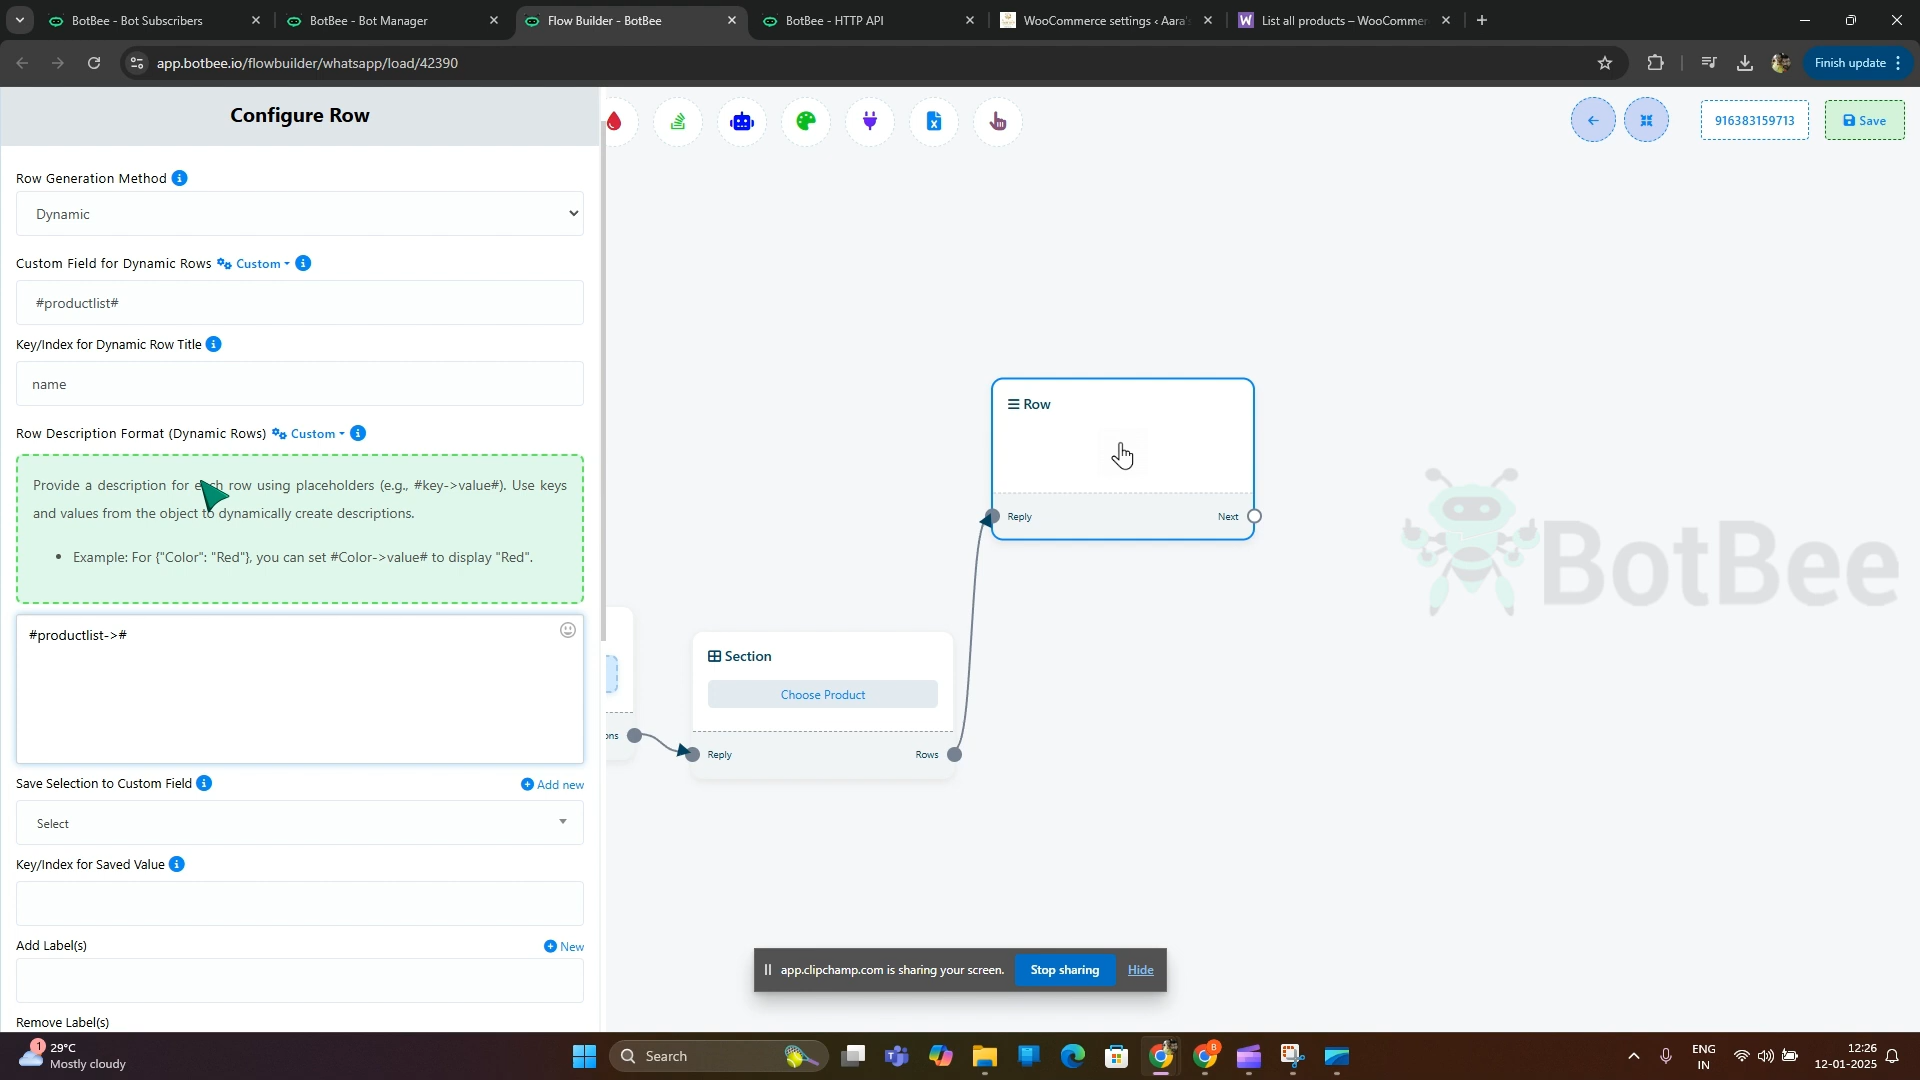 BotBee - Bot Subscribers
BotBee - Bot Manager
Flow Builder - BotBee
BotBee - HTTP API
WooCommerce settings ‹ Aara's
List all products – WooCommer
app.botbee.io/flowbuilder/whatsapp/load/42390
Finish update
Configure Row
916383159713
Save
Row Generation Method
Dynamic
Custom Field for Dynamic Rows Custom
#productlist#
Key/Index for Dynamic Row Title
name
Row
Row Description Format (Dynamic Rows) Custom
Provide a description for each row using placeholders (e.g., #key->value#). Use keys
and values from the object to dynamically create descriptions.
Reply
Next
• Example: For {"Color": "Red"}, you can set #Color->value# to display "Red".
BotBee
#productlist->#
Section
Choose Product
ons
Reply
Rows
Save Selection to Custom Field
Add new
Select
Key/Index for Saved Value
Add Label(s)
New
app.clipchamp.com is sharing your screen.
Stop sharing
Hide
Remove Label(s)
1
29°C
Mostly cloudy
Search
8
ENG
IN
12:26
12-01-2025